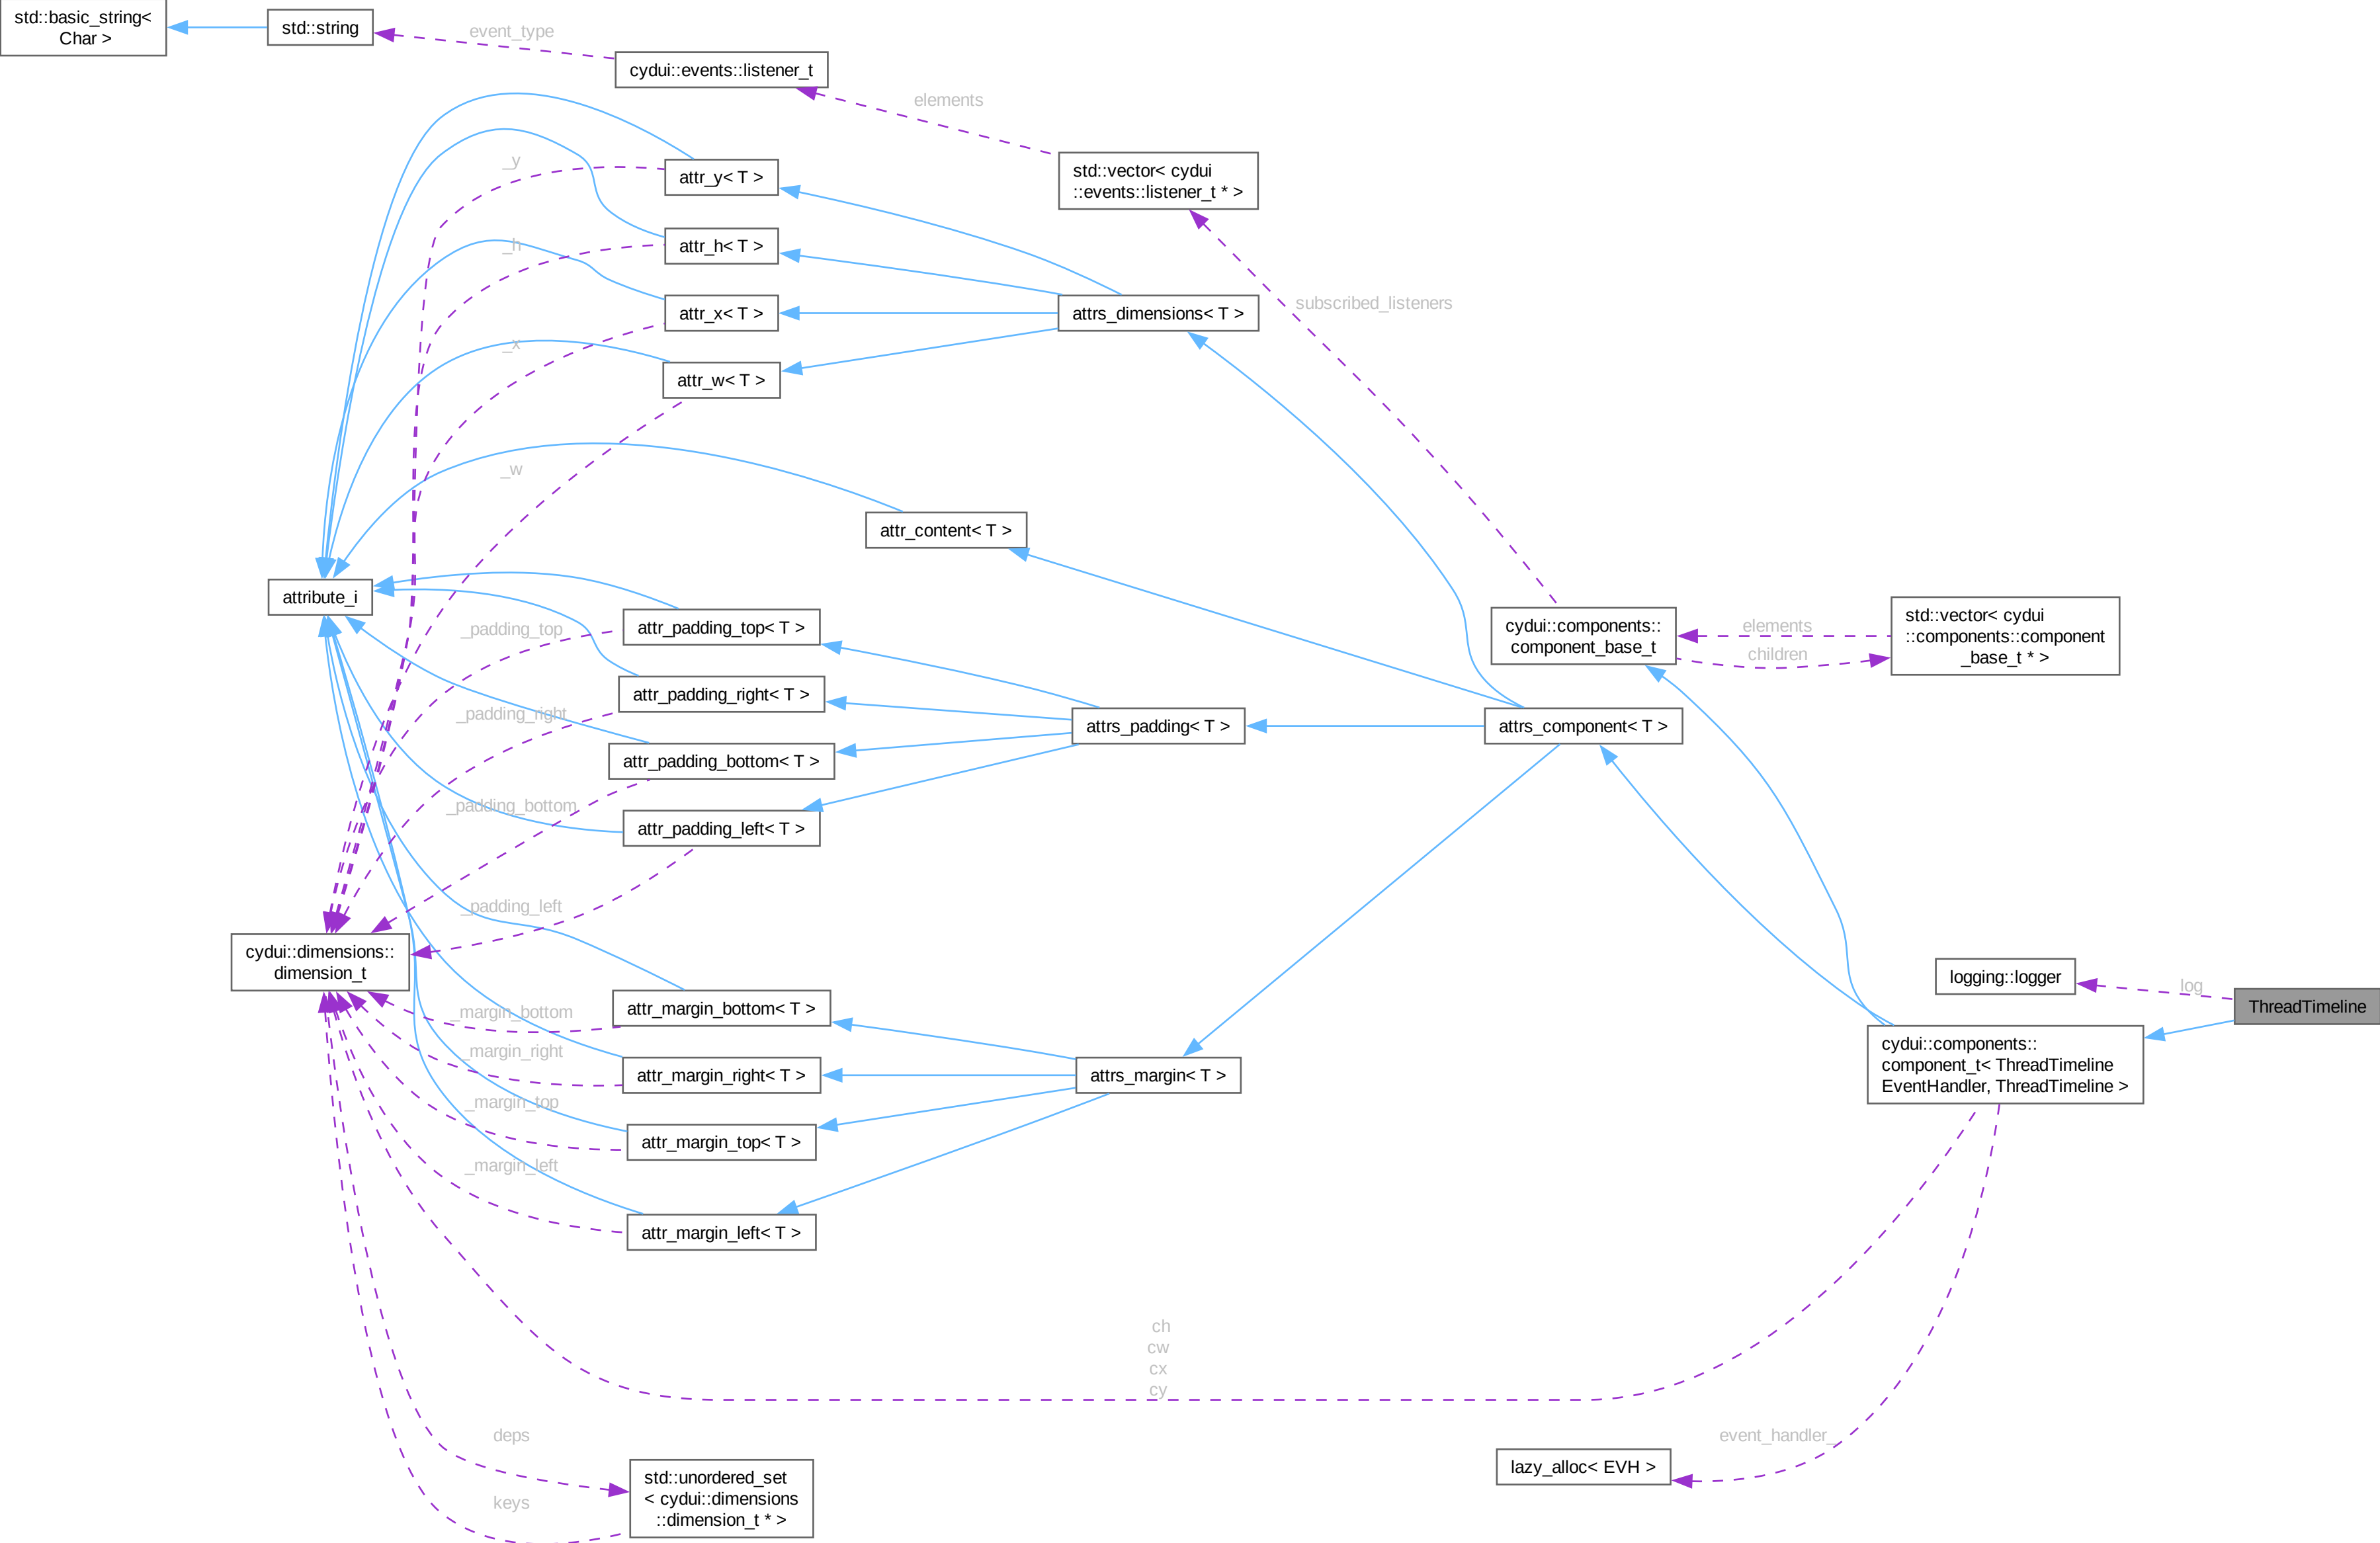 std::basic_string<
Char >
std::string
event_type
cydui::events::listener_t
elements
std::vector< cydui
::events::listener_t * >
_y
attr_y< T >
_h
attr_h< T >
attr_x< T >
attrs_dimensions< T >
subscribed_listeners
_x
attr_w< T >
_w
attr_content< T >
attribute_i
attr_padding_top< T >
_padding_top
cydui::components::
component_base_t
elements
children
std::vector< cydui
::components::component
_base_t * >
attr_padding_right< T >
_padding_right
attrs_padding< T >
attrs_component< T >
attr_padding_bottom< T >
_padding_bottom
attr_padding_left< T >
_padding_left
cydui::dimensions::
dimension_t
logging::logger
log
ThreadTimeline
_margin_bottom
attr_margin_bottom< T >
cydui::components::
component_t< ThreadTimeline
EventHandler, ThreadTimeline >
_margin_right
attr_margin_right< T >
attrs_margin< T >
_margin_top
attr_margin_top< T >
_margin_left
attr_margin_left< T >
ch
cw
cx
cy
deps
event_handler_
lazy_alloc< EVH >
keys
std::unordered_set
< cydui::dimensions
::dimension_t * >